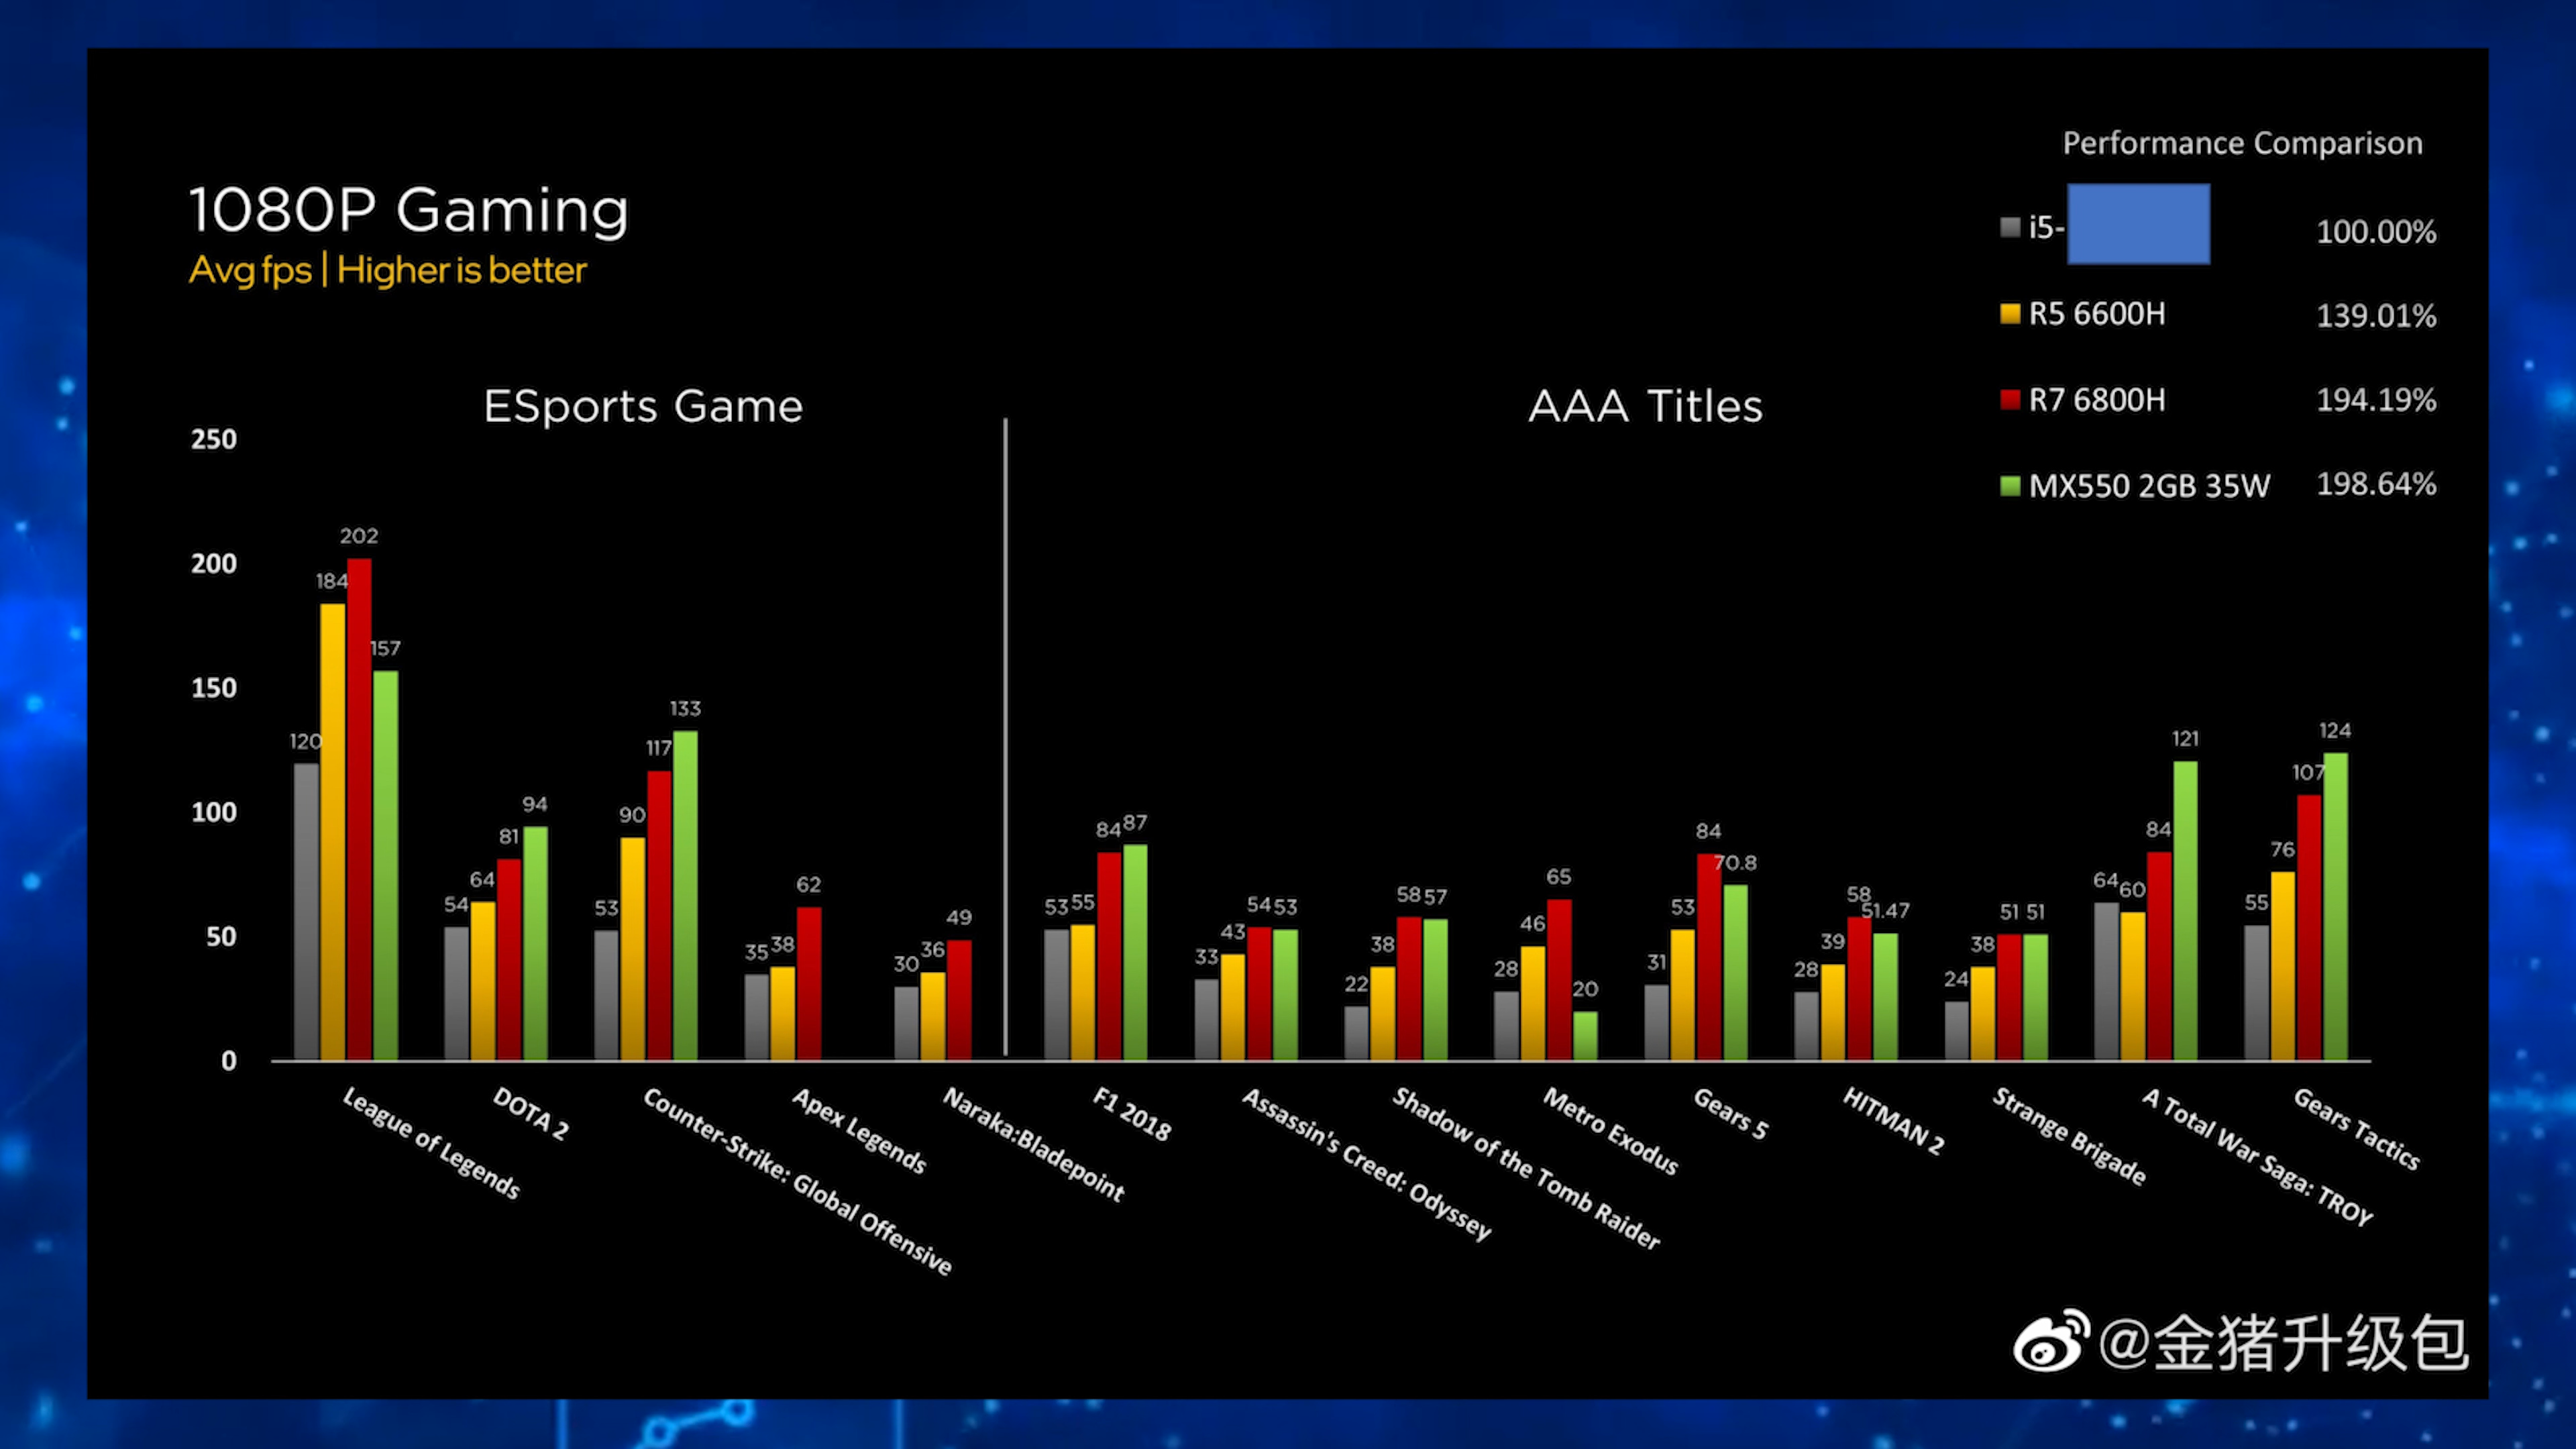 Performance Comparison
1080P Gaming
Avg fps | Higher is better
i5- 100.00%
R5 6600H 139.01%
R7 6800H 194.19%
MX550 2GB 35W 198.64%
ESports Game
AAA Titles
250
200
150
100
50
0
120 184 202 157
54 64 81 94
53 90 117 133
35 38 62
30 36 49
53 55 84 87
33 43 54 53
22 38 58 57
28 46 65 20
31 53 84 70.8
28 39 58 51.47
24 38 51 51
64 60 84 121
55 76 107 124
League of Legends
DOTA 2
Counter-Strike: Global Offensive
Apex Legends
Naraka:Bladepoint
F1 2018
Assassin's Creed: Odyssey
Shadow of the Tomb Raider
Metro Exodus
Gears 5
HITMAN 2
Strange Brigade
A Total War Saga: TROY
Gears Tactics
@金猪升级包